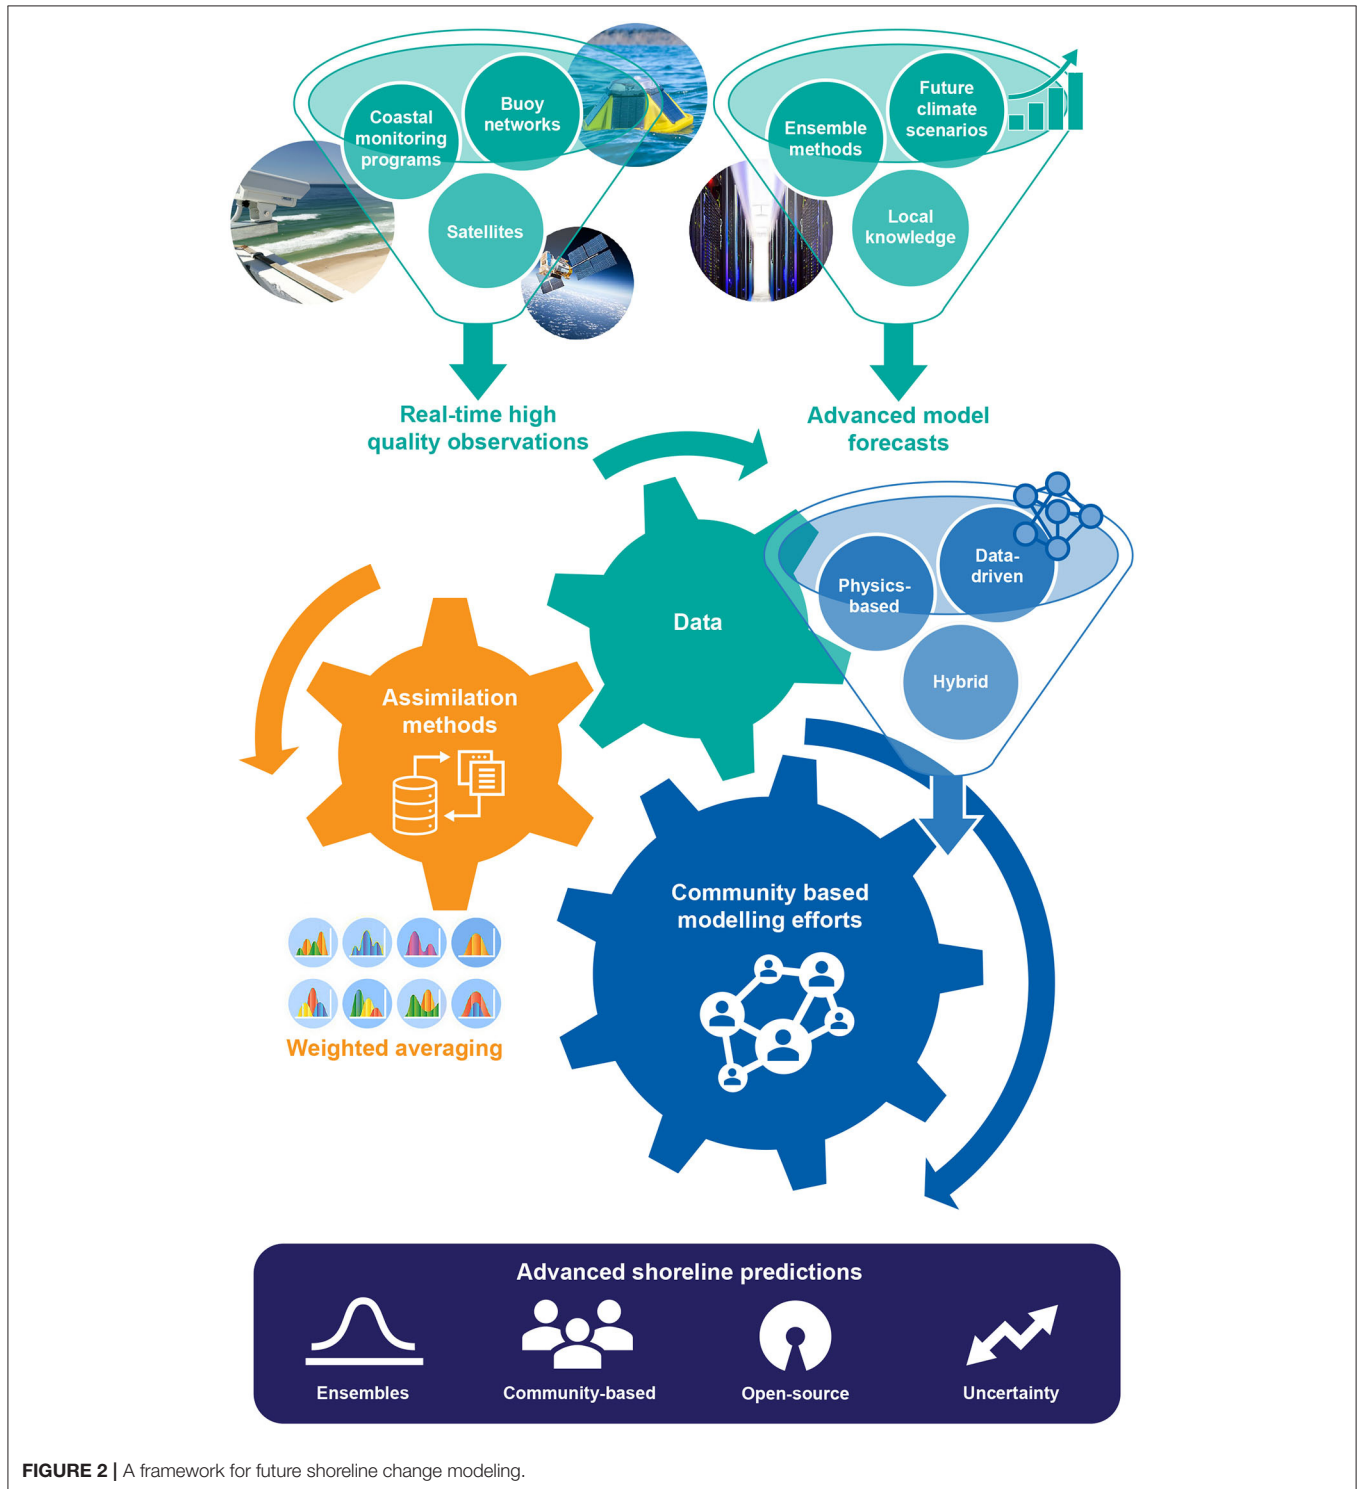 Coastal
monitoring
programs
Buoy
networks
Satellites
Ensemble
methods
Future
climate
scenarios
Local
knowledge
Real-time high
quality observations
Advanced model
forecasts
Data
Physics-
based
Data-
driven
Hybrid
Assimilation
methods
Community based
modelling efforts
Weighted averaging
Advanced shoreline predictions
Ensembles
Community-based
Open-source
Uncertainty
FIGURE 2 | A framework for future shoreline change modeling.